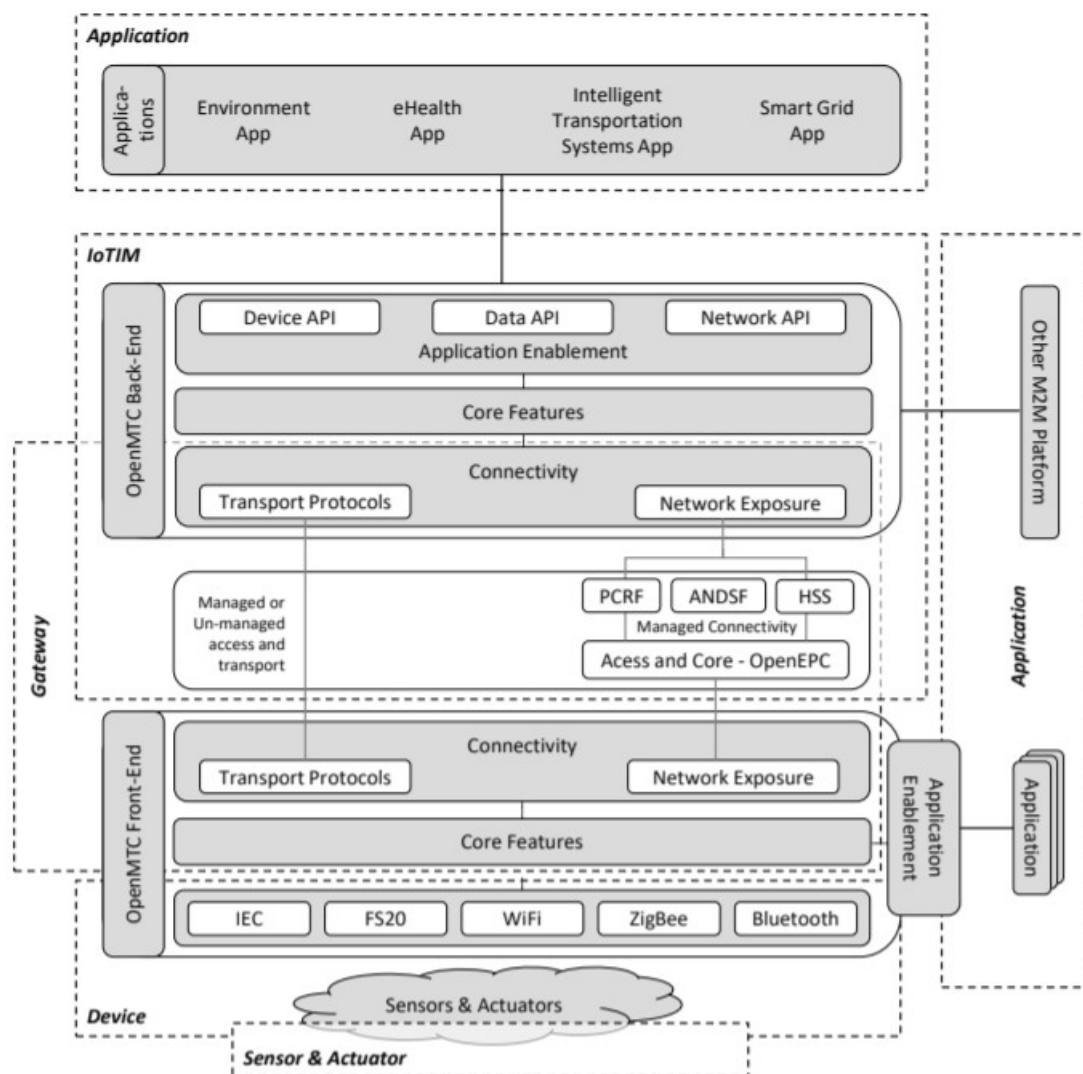 Application
Applica-
tions
Environment
App
eHealth
App
Intelligent
Transportation
Systems App
Smart Grid
App
IoTIM
OpenMTC Back-End
Device API
Data API
Network API
Application Enablement
Core Features
Connectivity
Transport Protocols
Network Exposure
Other M2M Platform
Gateway
Managed or
Un-managed
access and
transport
PCRF
ANDSF
HSS
Managed Connectivity
Acess and Core - OpenEPC
Application
OpenMTC Front-End
Connectivity
Transport Protocols
Network Exposure
Core Features
Application
Enablement
Application
IEC
FS20
WiFi
ZigBee
Bluetooth
Sensors & Actuators
Device
Sensor & Actuator